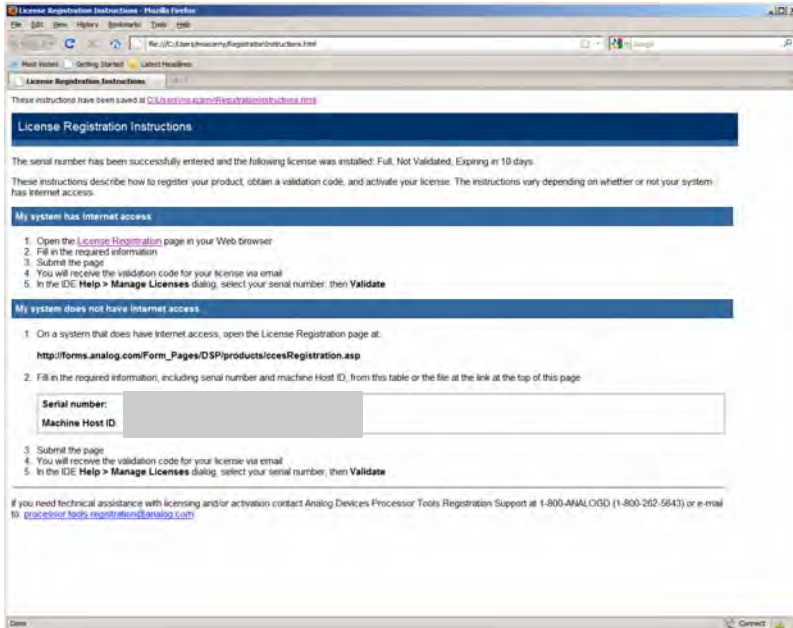 License Registration Instructions - Mozilla Firefox
File Edit View History Bookmarks Tools Help
file:///C:/Users/msacamy/RegistrationInstructions.html
Most Visited Getting Started Latest Headlines
License Registration Instructions
These instructions have been saved at C:\Users\msacamy\RegistrationInstructions.html
License Registration Instructions
The serial number has been successfully entered and the following license was installed: Full, Not Validated, Expiring in 10 days.
These instructions describe how to register your product, obtain a validation code, and activate your license. The instructions vary depending on whether or not your system
has Internet access.
My system has Internet access
1. Open the License Registration page in your Web browser
2. Fill in the required information
3. Submit the page
4. You will receive the validation code for your license via email
5. In the IDE Help > Manage Licenses dialog, select your serial number, then Validate
My system does not have Internet access
1. On a system that does have Internet access, open the License Registration page at:
http://forms.analog.com/Form_Pages/DSP/products/ccesRegistration.asp
2. Fill in the required information, including serial number and machine Host ID, from this table or the file at the link at the top of this page
Serial number:
Machine Host ID
3. Submit the page
4. You will receive the validation code for your license via email
5. In the IDE Help > Manage Licenses dialog, select your serial number, then Validate
If you need technical assistance with licensing and/or activation contact Analog Devices Processor Tools Registration Support at 1-800-ANALOGD (1-800-262-5643) or e-mail
to: processor.tools.registration@analog.com
Done
Connect